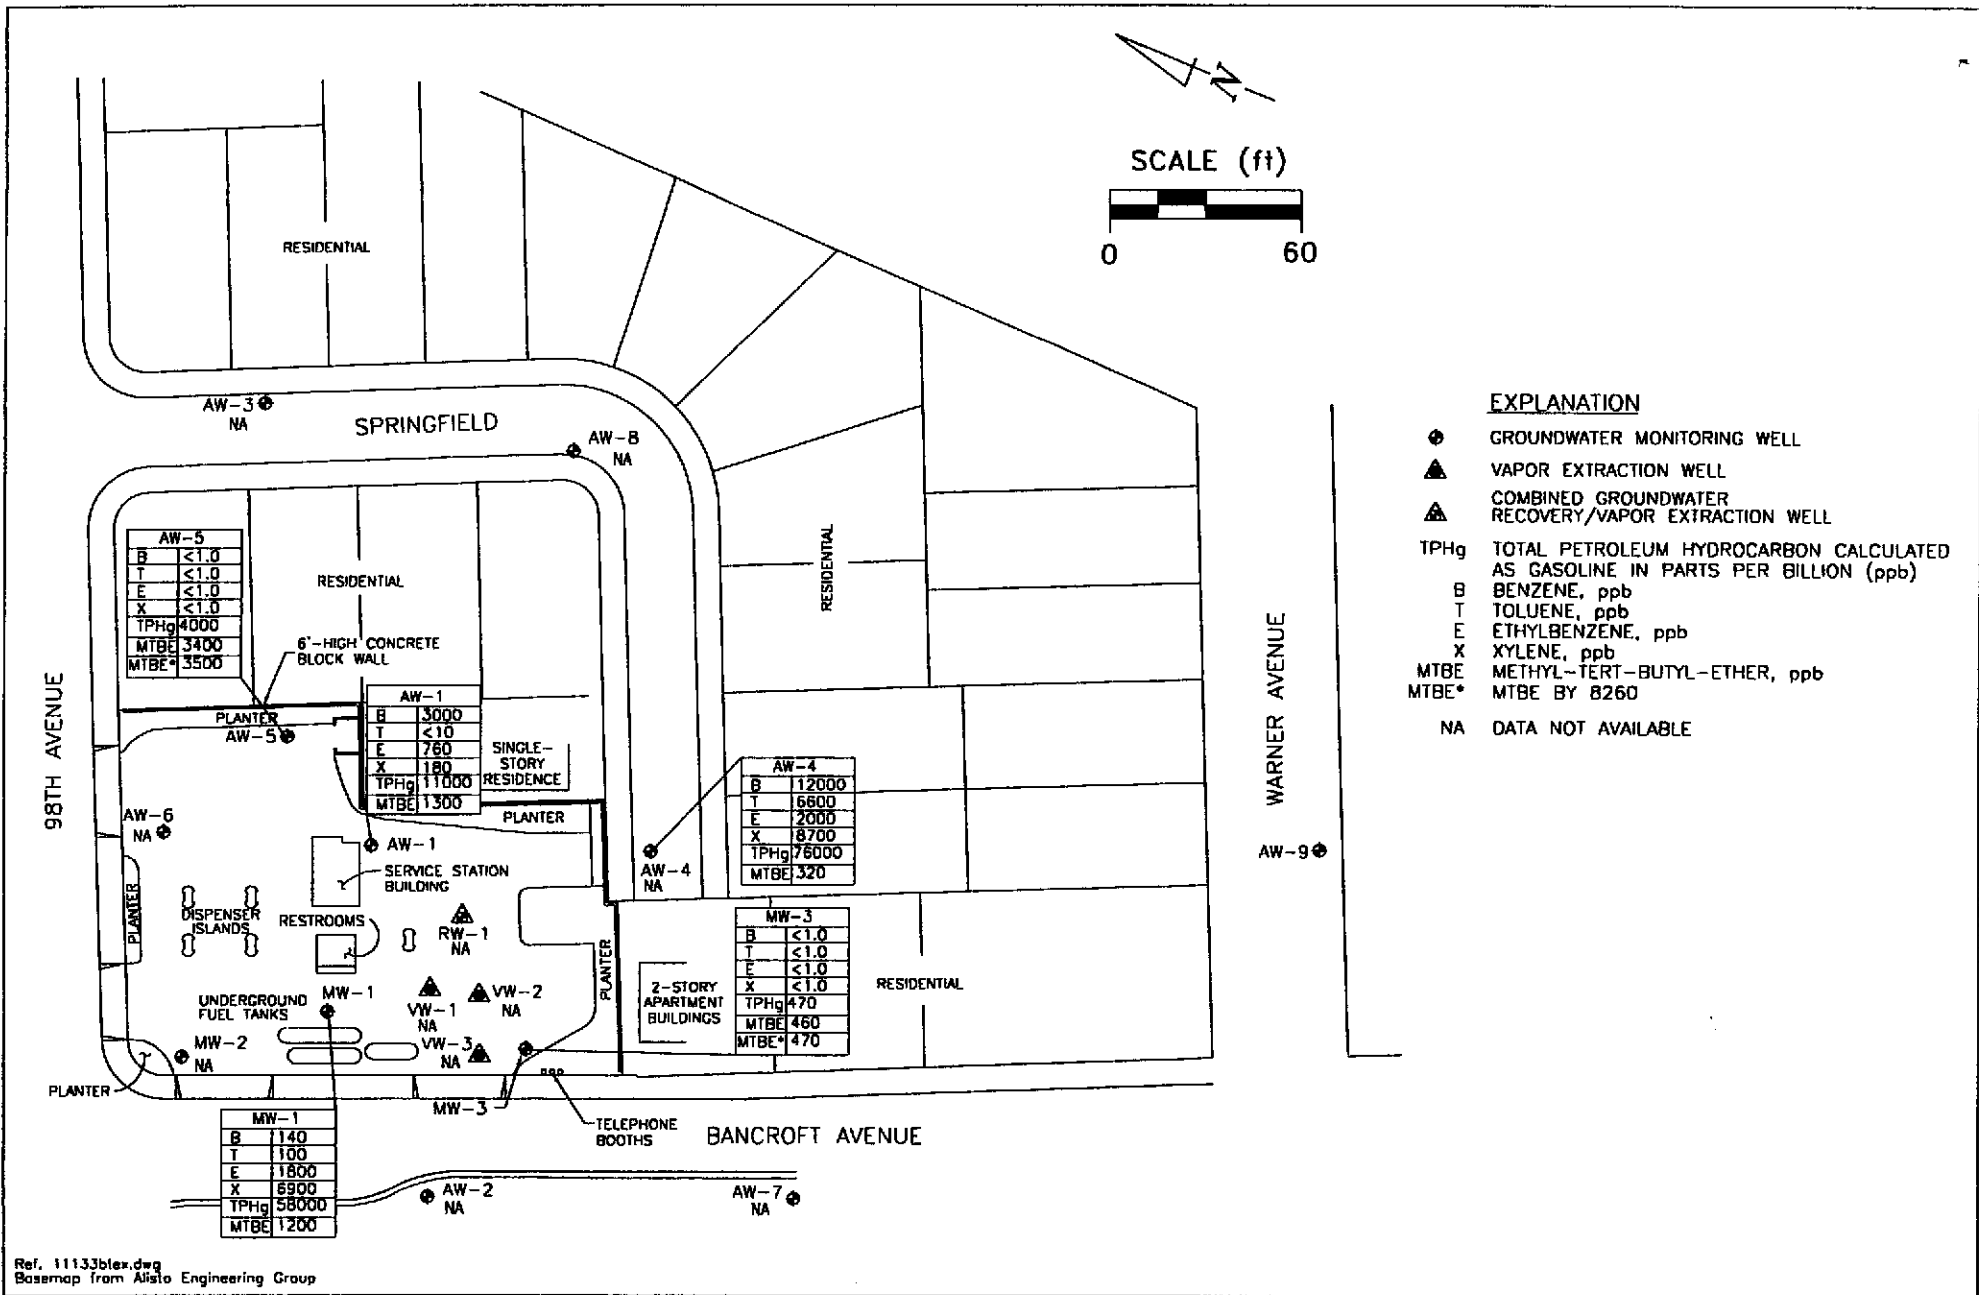 N
SCALE (ft)
0 60
RESIDENTIAL
AW-3
NA
SPRINGFIELD
AW-8
NA
EXPLANATION
GROUNDWATER MONITORING WELL
VAPOR EXTRACTION WELL
COMBINED GROUNDWATER
RECOVERY/VAPOR EXTRACTION WELL
TPHg TOTAL PETROLEUM HYDROCARBON CALCULATED
AS GASOLINE IN PARTS PER BILLION (ppb)
B BENZENE, ppb
T TOLUENE, ppb
E ETHYLBENZENE, ppb
X XYLENE, ppb
MTBE METHYL-TERT-BUTYL-ETHER, ppb
MTBE* MTBE BY 8260
NA DATA NOT AVAILABLE
AW-5
B <1.0
T <1.0
E <1.0
X <1.0
TPHg 4000
MTBE 3400
MTBE* 3500
RESIDENTIAL
6'-HIGH CONCRETE
BLOCK WALL
RESIDENTIAL
98TH AVENUE
WARNER AVENUE
PLANTER
AW-5
AW-1
B 3000
T <10
E 760
X 180
TPHg 11000
MTBE 1300
SINGLE-
STORY
RESIDENCE
PLANTER
AW-4
B 12000
T 6600
E 2000
X 8700
TPHg 76000
MTBE 320
AW-6
NA
AW-1
SERVICE STATION
BUILDING
AW-4
NA
AW-9
PLANTER
DISPENSER
ISLANDS
RESTROOMS
RW-1
NA
PLANTER
MW-3
B <1.0
T <1.0
E <1.0
X <1.0
TPHg 470
MTBE 460
MTBE* 470
2-STORY
APARTMENT
BUILDINGS
RESIDENTIAL
UNDERGROUND
FUEL TANKS
MW-1
VW-1
NA
VW-2
NA
MW-2
NA
VW-3
NA
PLANTER
MW-3
TELEPHONE
BOOTHS
BANCROFT AVENUE
MW-1
B 140
T 100
E 1800
X 6900
TPHg 58000
MTBE 1200
AW-2
NA
AW-7
NA
Ref. 11133btex.dwg
Basemap from Alisto Engineering Group